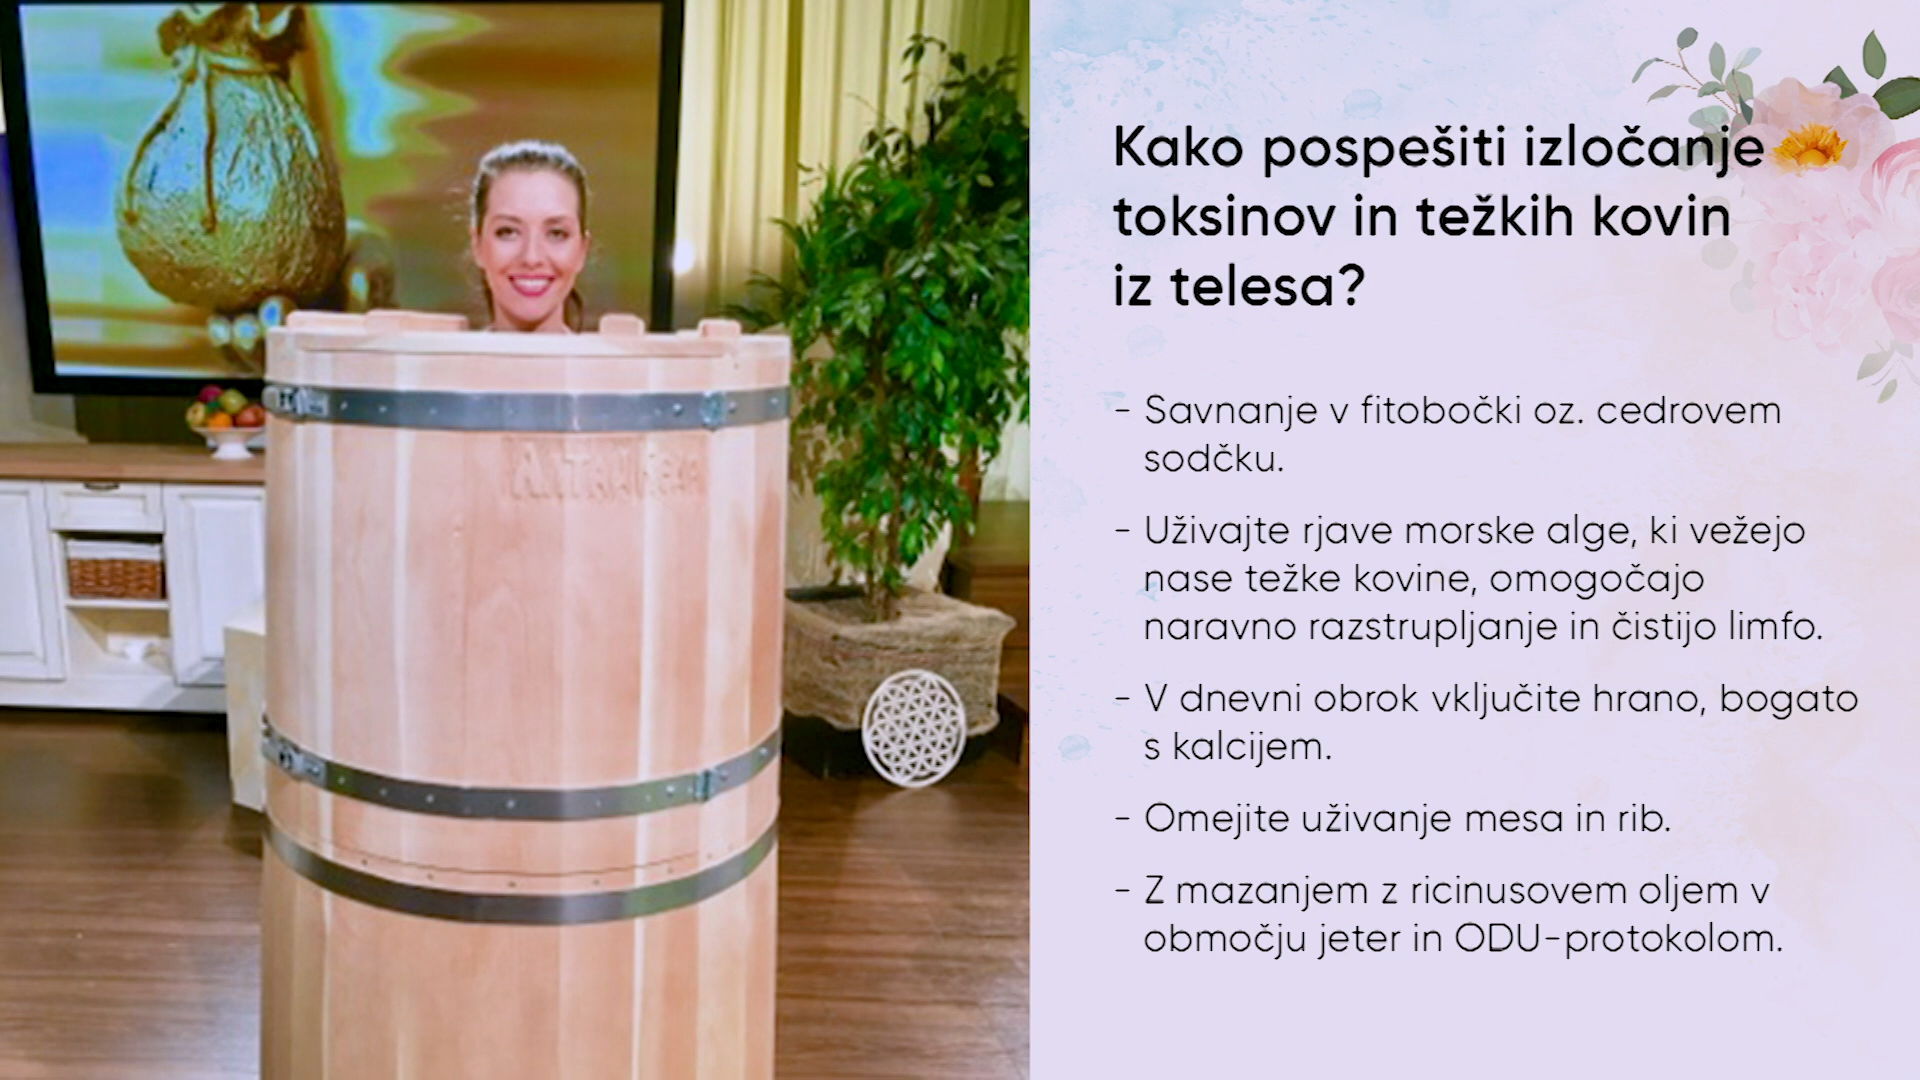 Kako pospešiti izločanje
toksinov in težkih kovin
iz telesa?
- Savnanje v fitobočki oz. cedrovem
sodčku.
- Uživajte rjave morske alge, ki vežejo
nase težke kovine, omogočajo
naravno razstrupljanje in čistijo limfo.
- V dnevni obrok vključite hrano, bogato
s kalcijem.
- Omejite uživanje mesa in rib.
- Z mazanjem z ricinusovem oljem v
območju jeter in ODU-protokolom.